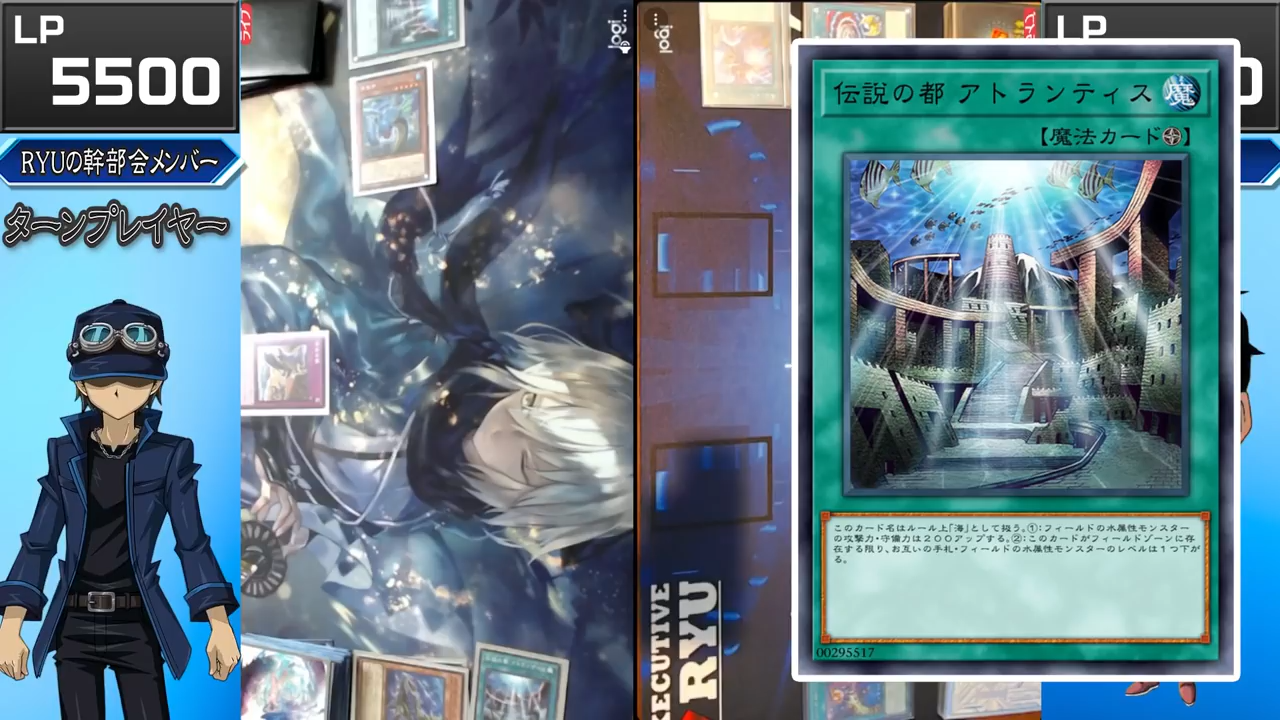 LP
5500
RYUの幹部会メンバー
ターンプレイヤー
ライブ
LP
0
伝説の都 アトランティス
魔
【魔法カード】
このカード名はルール上「海」として扱う。①：フィールドの水属性モンスター
の攻撃力・守備力は２００アップする。②：このカードがフィールドゾーンに存
在する限り、お互いの手札・フィールドの水属性モンスターのレベルは１つ下が
る。
00295517
EXECUTIVE
RYU